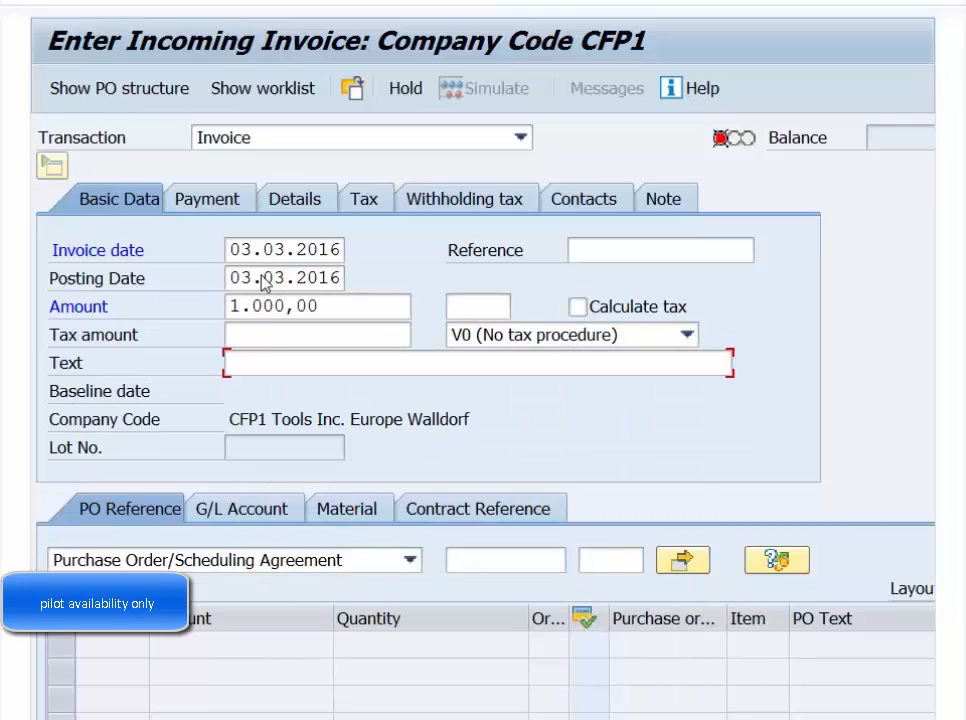 Enter Incoming Invoice: Company Code CFP1
Show PO structure Show worklist Hold Simulate Messages Help
Transaction Invoice Balance
Basic Data Payment Details Tax Withholding tax Contacts Note
Invoice date 03.03.2016 Reference
Posting Date 03.03.2016
Amount 1.000,00 Calculate tax
Tax amount V0 (No tax procedure)
Text
Baseline date
Company Code CFP1 Tools Inc. Europe Walldorf
Lot No.
PO Reference G/L Account Material Contract Reference
Purchase Order/Scheduling Agreement
Layou
pilot availability only
unt Quantity Or... Purchase or... Item PO Text